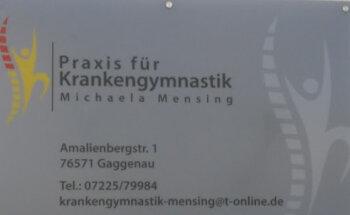 Praxis für
Krankengymnastik
Michaela Mensing
Amalienbergstr. 1
76571 Gaggenau
Tel.: 07225/79984
krankengymnastik-mensing@t-online.de